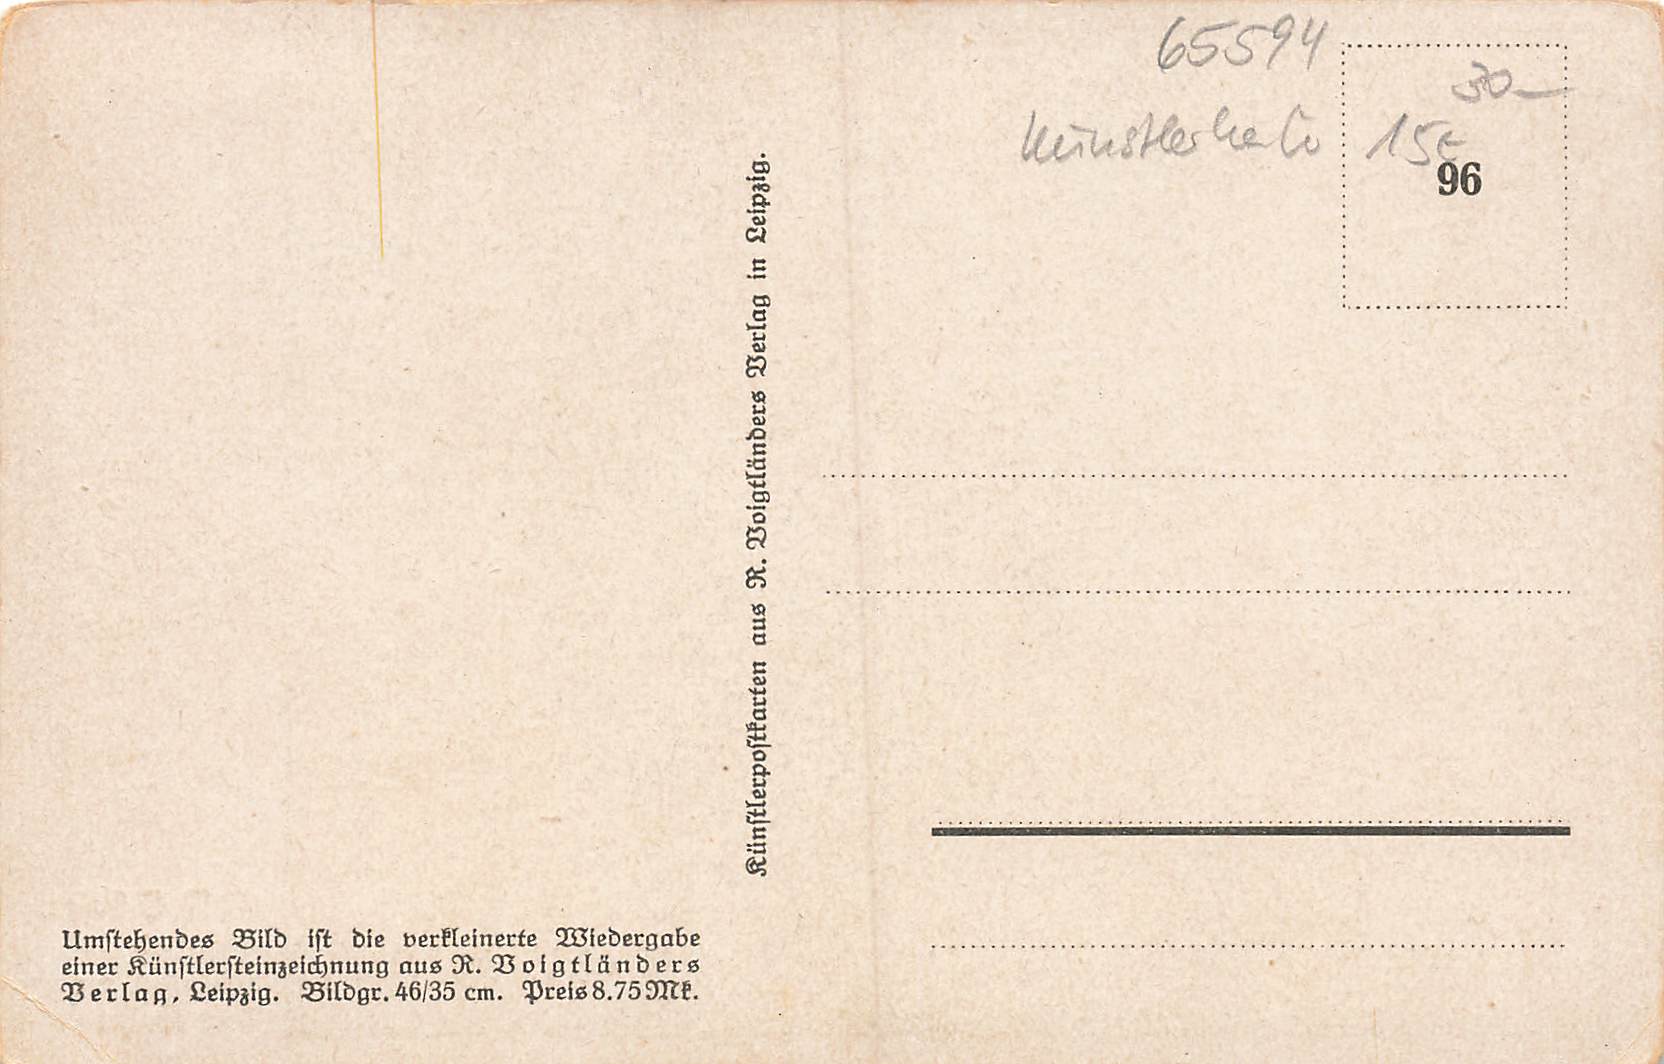 65594
30-
Künstlerkarte 15€
96
Künſtlerpoſtkarten aus R. Voigtländers Verlag in Leipzig.
Umſtehendes Bild iſt die verkleinerte Wiedergabe
einer Künſtlerſteinzeichnung aus R. Voigtländers
Verlag, Leipzig. Bildgr. 46/35 cm. Preis 8.75 Mk.